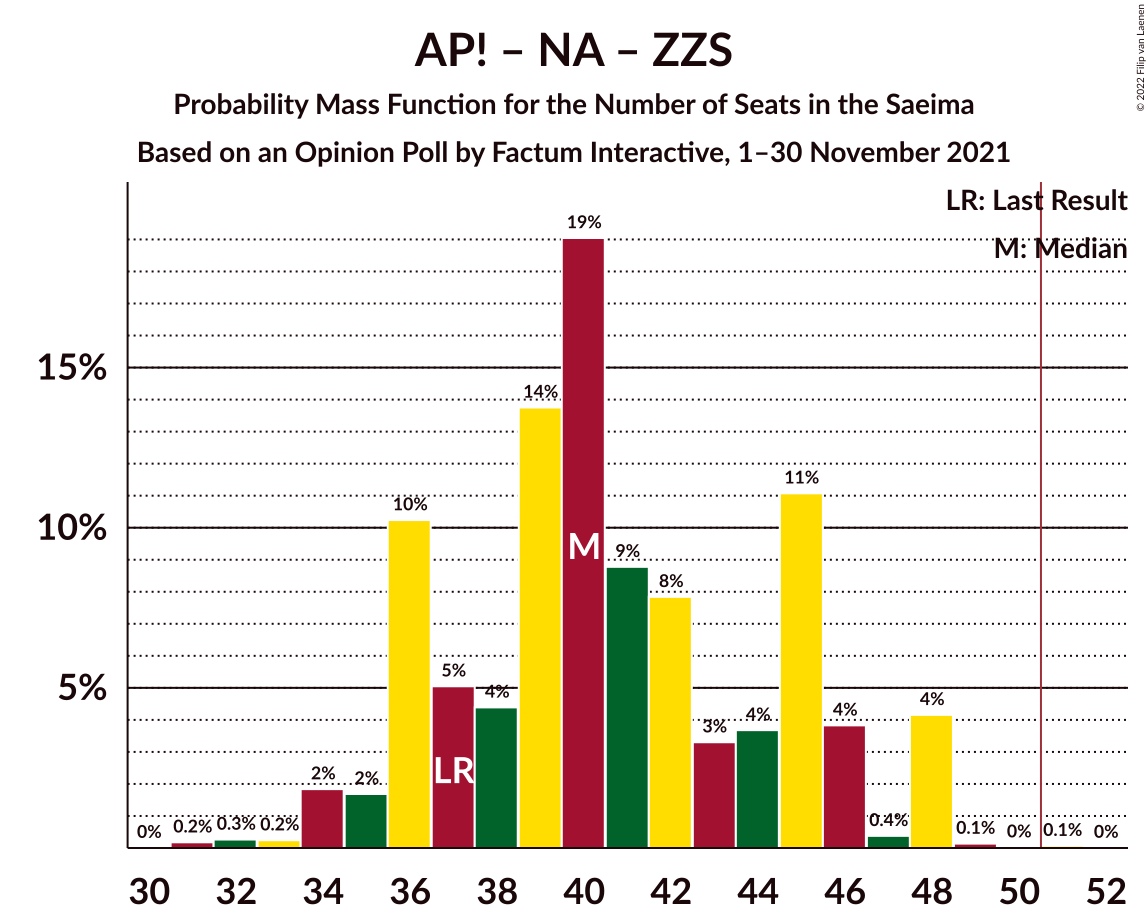 AP! – NA – ZZS
Probability Mass Function for the Number of Seats in the Saeima
Based on an Opinion Poll by Factum Interactive, 1–30 November 2021
© 2022 Filip van Laenen
LR: Last Result
M: Median
15%
10%
5%
0%
0.2%
0.3%
0.2%
2%
2%
10%
5%
4%
14%
19%
9%
8%
3%
4%
11%
4%
0.4%
4%
0.1%
0%
0.1%
0%
LR
M
30 32 34 36 38 40 42 44 46 48 50 52